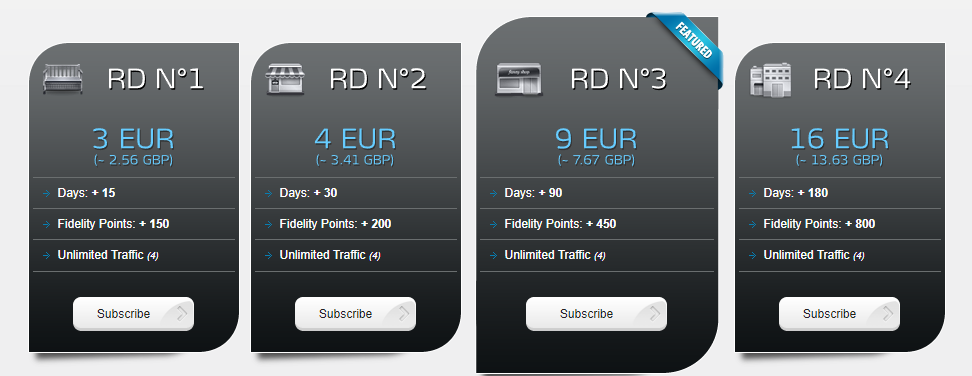 RD N°1
3 EUR
(~ 2.56 GBP)
Days: + 15
Fidelity Points: + 150
Unlimited Traffic (4)
Subscribe
RD N°2
4 EUR
(~ 3.41 GBP)
Days: + 30
Fidelity Points: + 200
Unlimited Traffic (4)
Subscribe
FEATURED
RD N°3
9 EUR
(~ 7.67 GBP)
Days: + 90
Fidelity Points: + 450
Unlimited Traffic (4)
Subscribe
RD N°4
16 EUR
(~ 13.63 GBP)
Days: + 180
Fidelity Points: + 800
Unlimited Traffic (4)
Subscribe